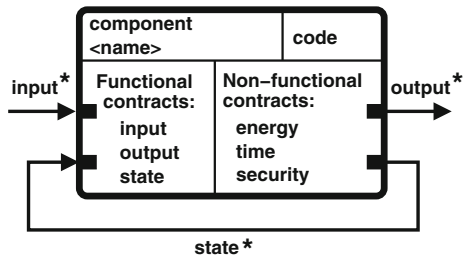 component
<name>
code
input*
Functional
contracts:
input
output
state
Non–functional
contracts:
energy
time
security
output*
state*